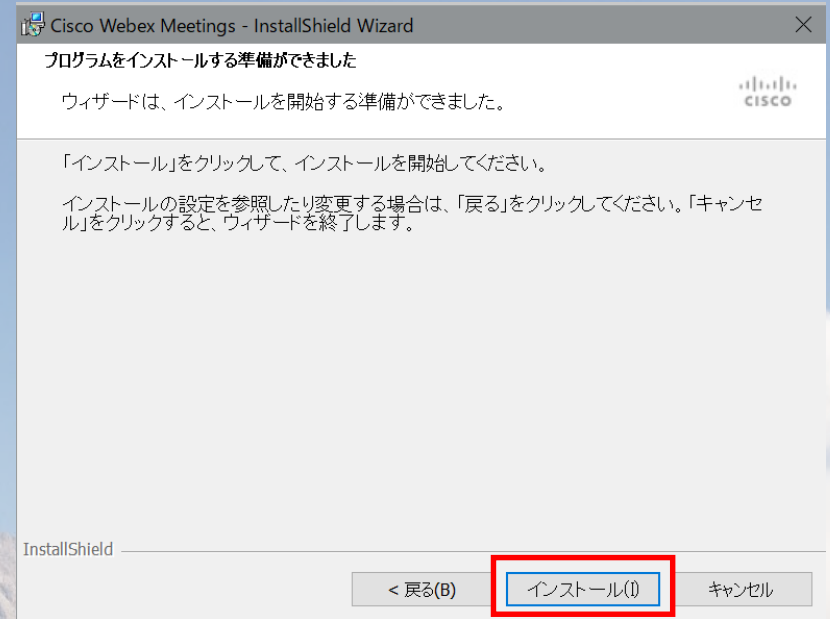 Cisco Webex Meetings - InstallShield Wizard
プログラムをインストールする準備ができました
ウィザードは、インストールを開始する準備ができました。
CISCO
「インストール」をクリックして、インストールを開始してください。
インストールの設定を参照したり変更する場合は、「戻る」をクリックしてください。「キャンセ
ル」をクリックすると、ウィザードを終了します。
InstallShield
< 戻る(B)
インストール(I)
キャンセル